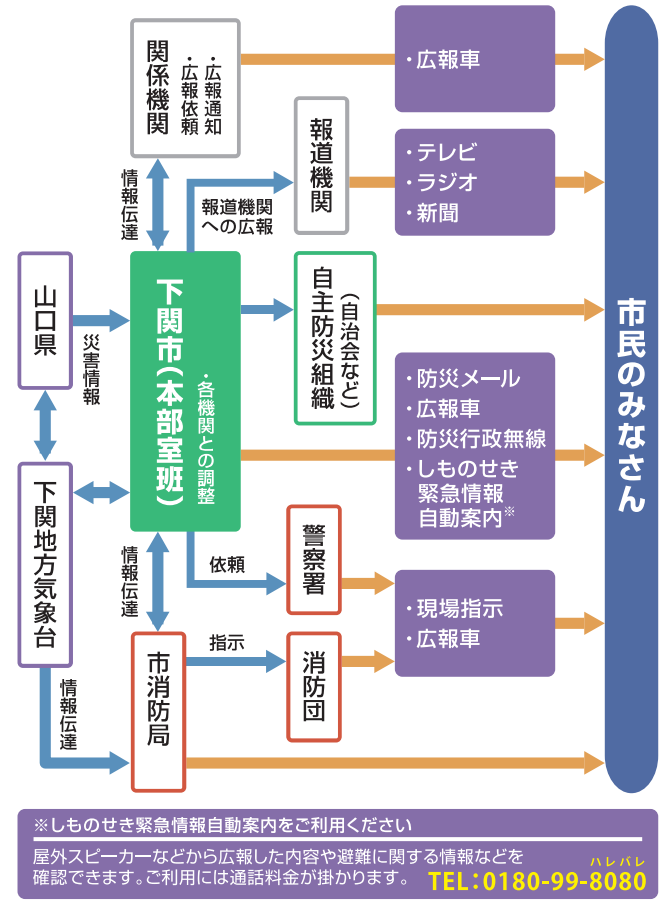 関係機関
・広報通知
・広報依頼
・広報車
報道機関
・テレビ
・ラジオ
・新聞
情報伝達
報道機関
への広報
山口県
災害情報
下関市(本部室班)
・各機関との調整
自主防災組織
(自治会など)
・防災メール
・広報車
・防災行政無線
・しものせき
緊急情報
自動案内※
市民のみなさん
下関地方気象台
情報伝達
依頼
警察署
・現場指示
・広報車
指示
消防団
市消防局
情報伝達
※しものせき緊急情報自動案内をご利用ください
屋外スピーカーなどから広報した内容や避難に関する情報などを
確認できます。ご利用には通話料金が掛かります。
ハレバレ
TEL:0180-99-8080